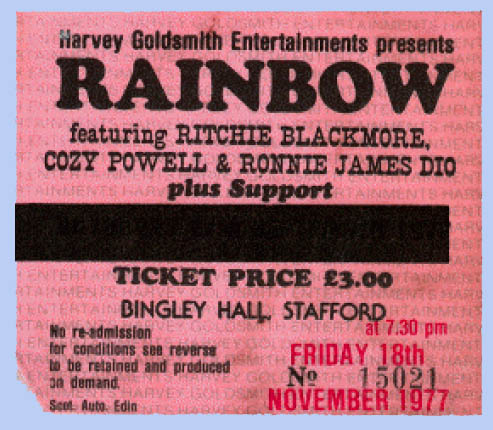 Harvey Goldsmith Entertainments presents
RAINBOW
featuring RITCHIE BLACKMORE,
COZY POWELL & RONNIE JAMES DIO
plus Support
TICKET PRICE £3.00
BINGLEY HALL, STAFFORD
at 7.30 pm
No re-admission
for conditions see reverse
to be retained and produced
on demand.
FRIDAY 18th
Nº 15021
NOVEMBER 1977
Scot. Auto. Edin